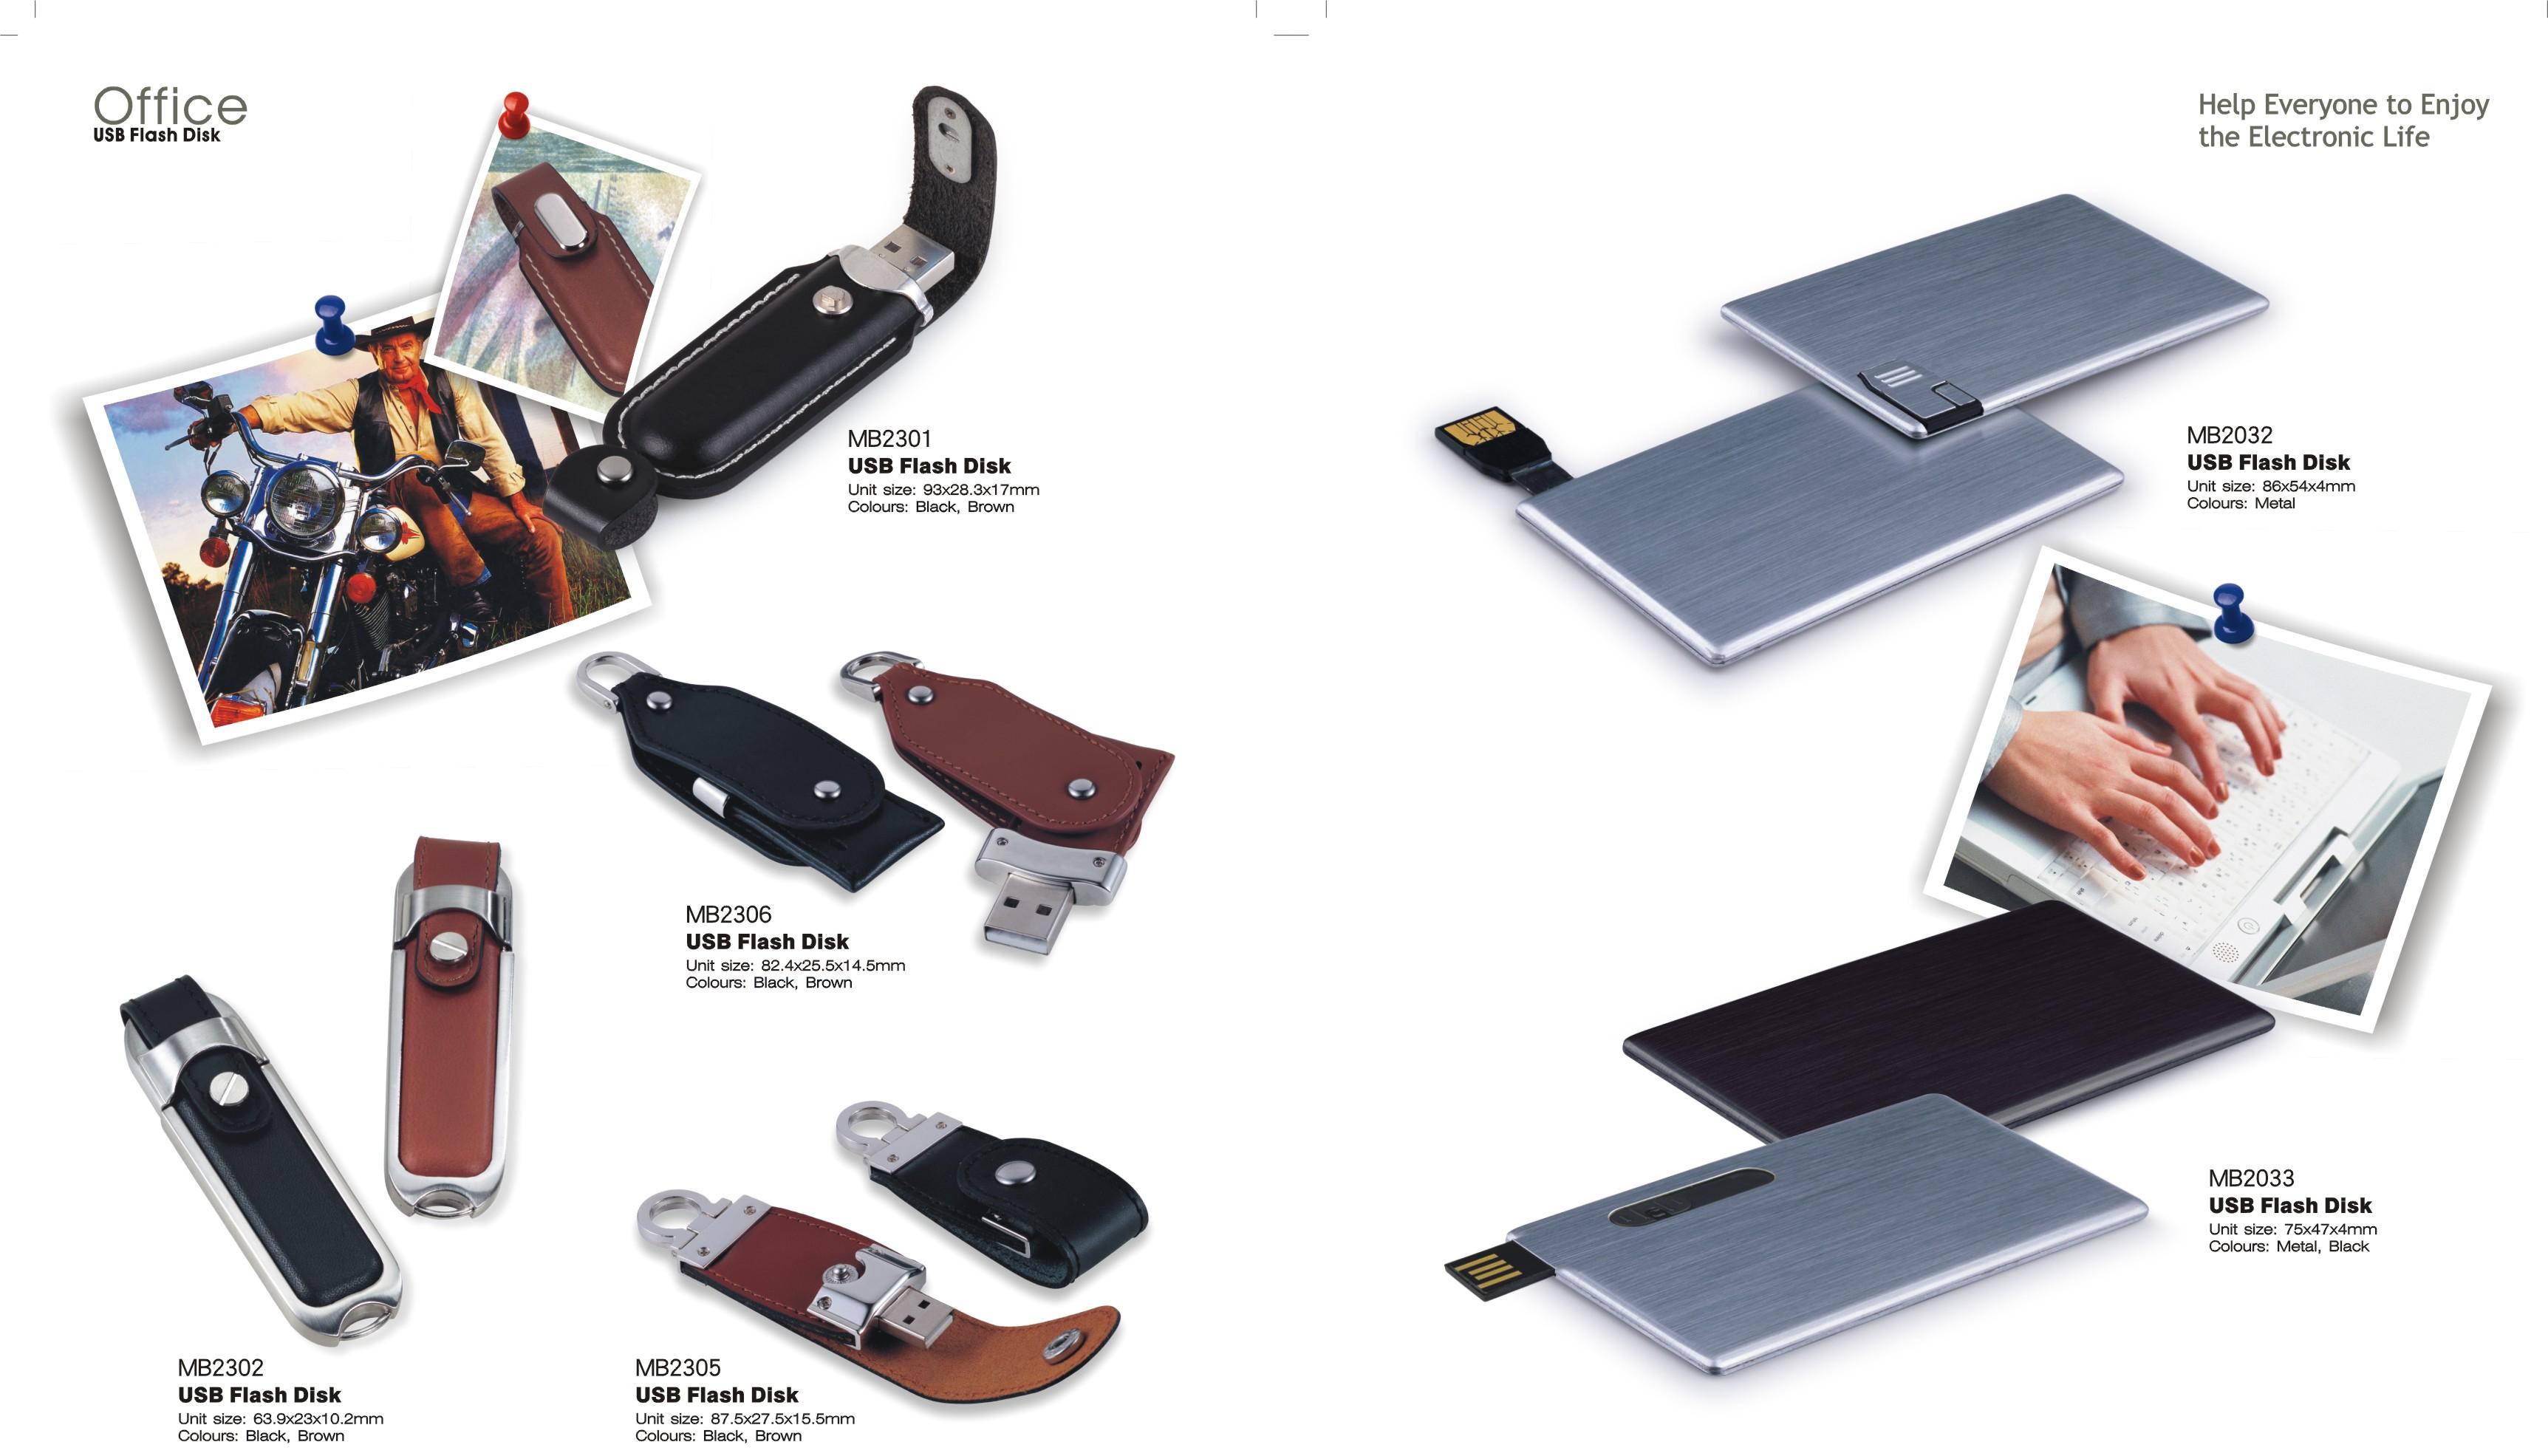 Office
USB Flash Disk
MB2301
USB Flash Disk
Unit size: 93x28.3x17mm
Colours: Black, Brown
MB2306
USB Flash Disk
Unit size: 82.4x25.5x14.5mm
Colours: Black, Brown
MB2302
USB Flash Disk
Unit size: 63.9x23x10.2mm
Colours: Black, Brown
MB2305
USB Flash Disk
Unit size: 87.5x27.5x15.5mm
Colours: Black, Brown
Help Everyone to Enjoy
the Electronic Life
MB2032
USB Flash Disk
Unit size: 86x54x4mm
Colours: Metal
MB2033
USB Flash Disk
Unit size: 75x47x4mm
Colours: Metal, Black